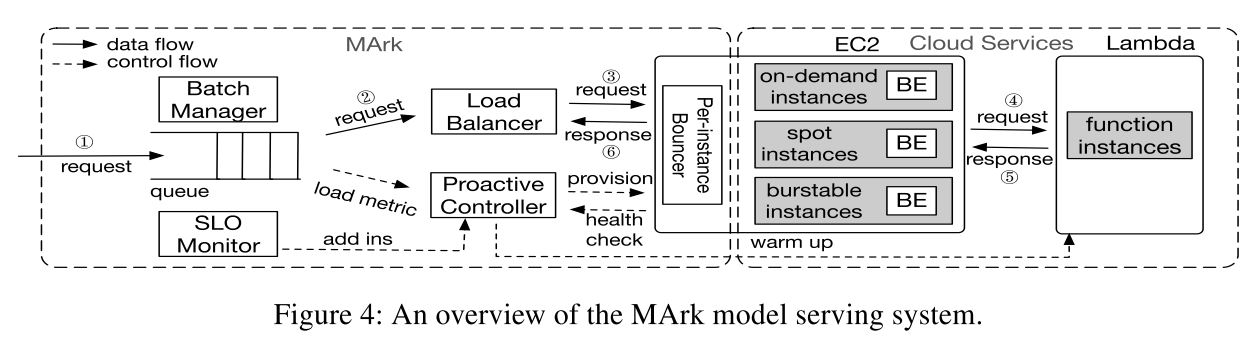 data flow
control flow
MArk
Batch
Manager
①
request
queue
SLO
Monitor
②
request
load metric
add ins
Load
Balancer
Proactive
Controller
③
request
response
⑥
provision
health
check
Per-instance
Bouncer
EC2
Cloud Services
Lambda
on-demand
instances
BE
spot
instances
BE
burstable
instances
BE
warm up
④
request
response
⑤
function
instances
Figure 4: An overview of the MArk model serving system.